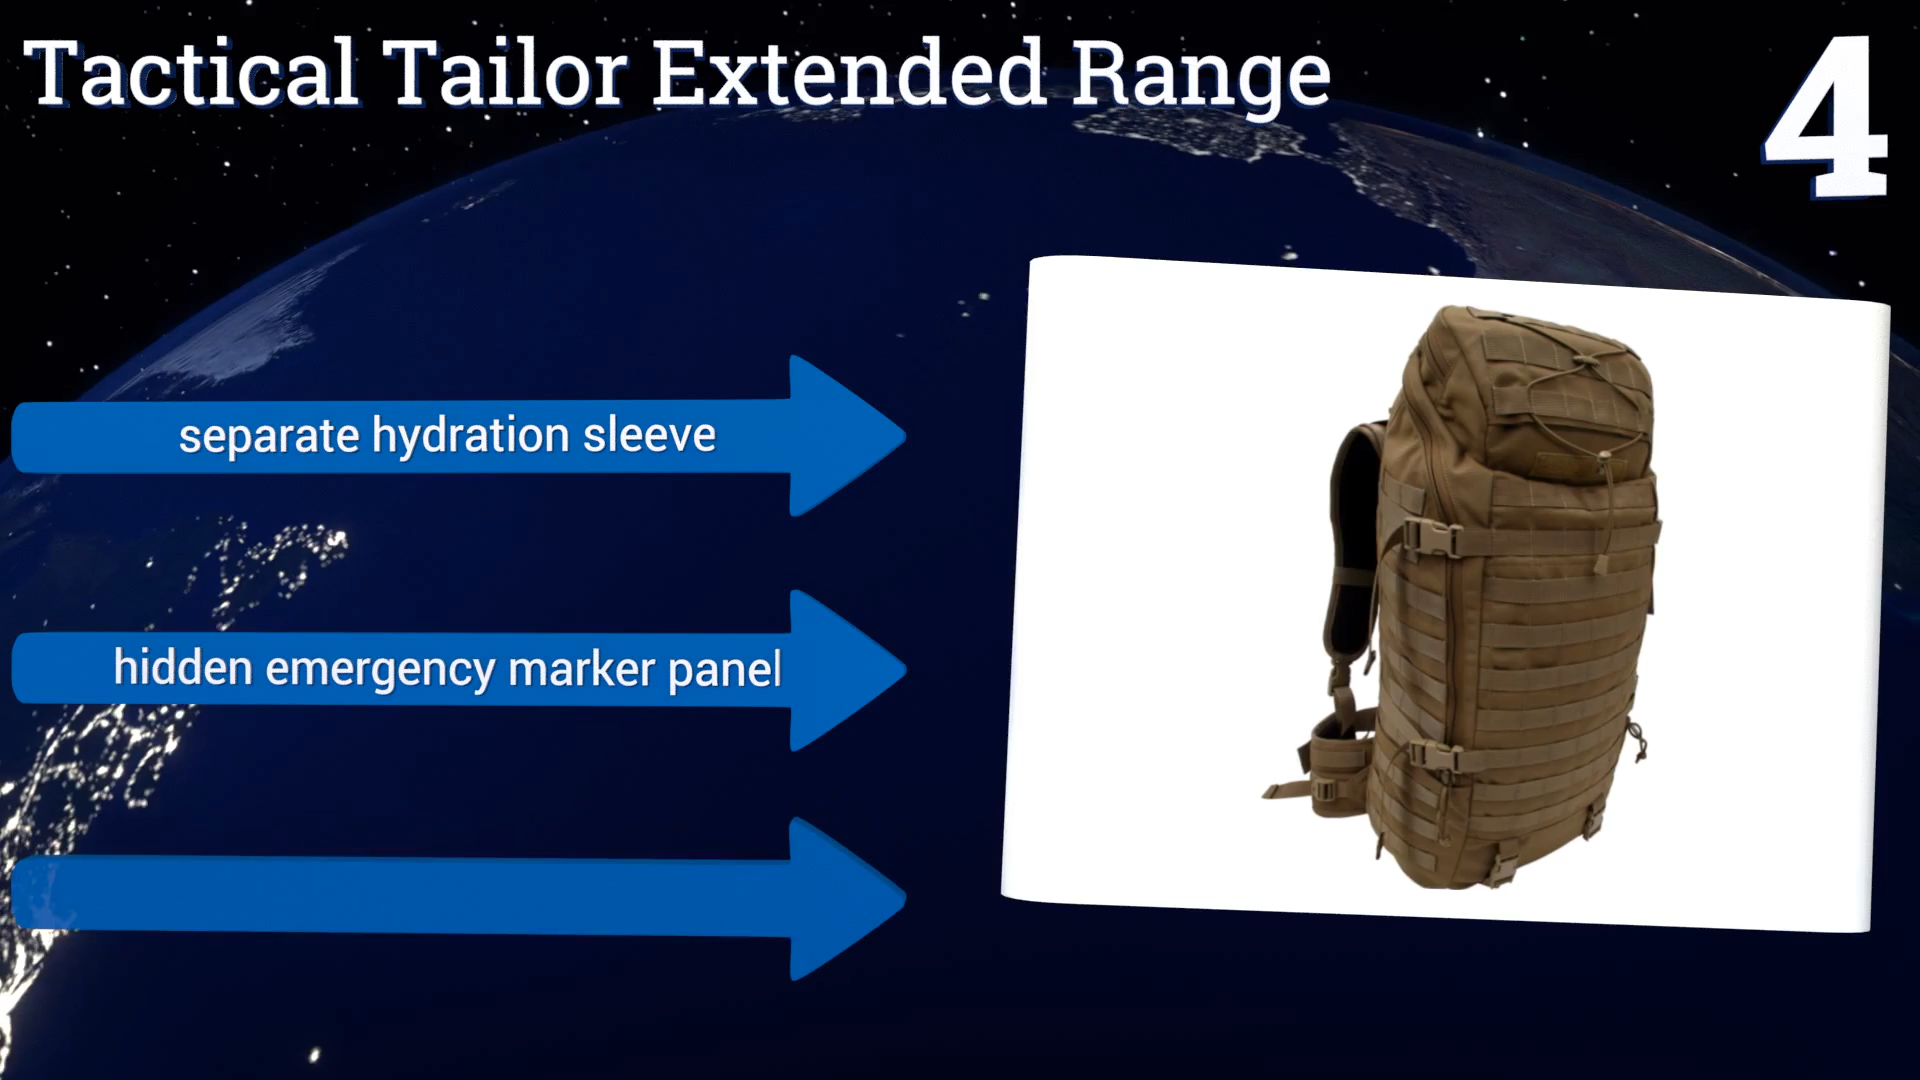 Tactical Tailor Extended Range
4
separate hydration sleeve
hidden emergency marker panel